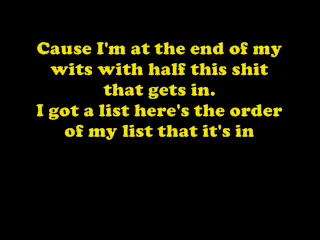 Cause I'm at the end of my
wits with half this shit
that gets in.
I got a list here's the order
of my list that it's in